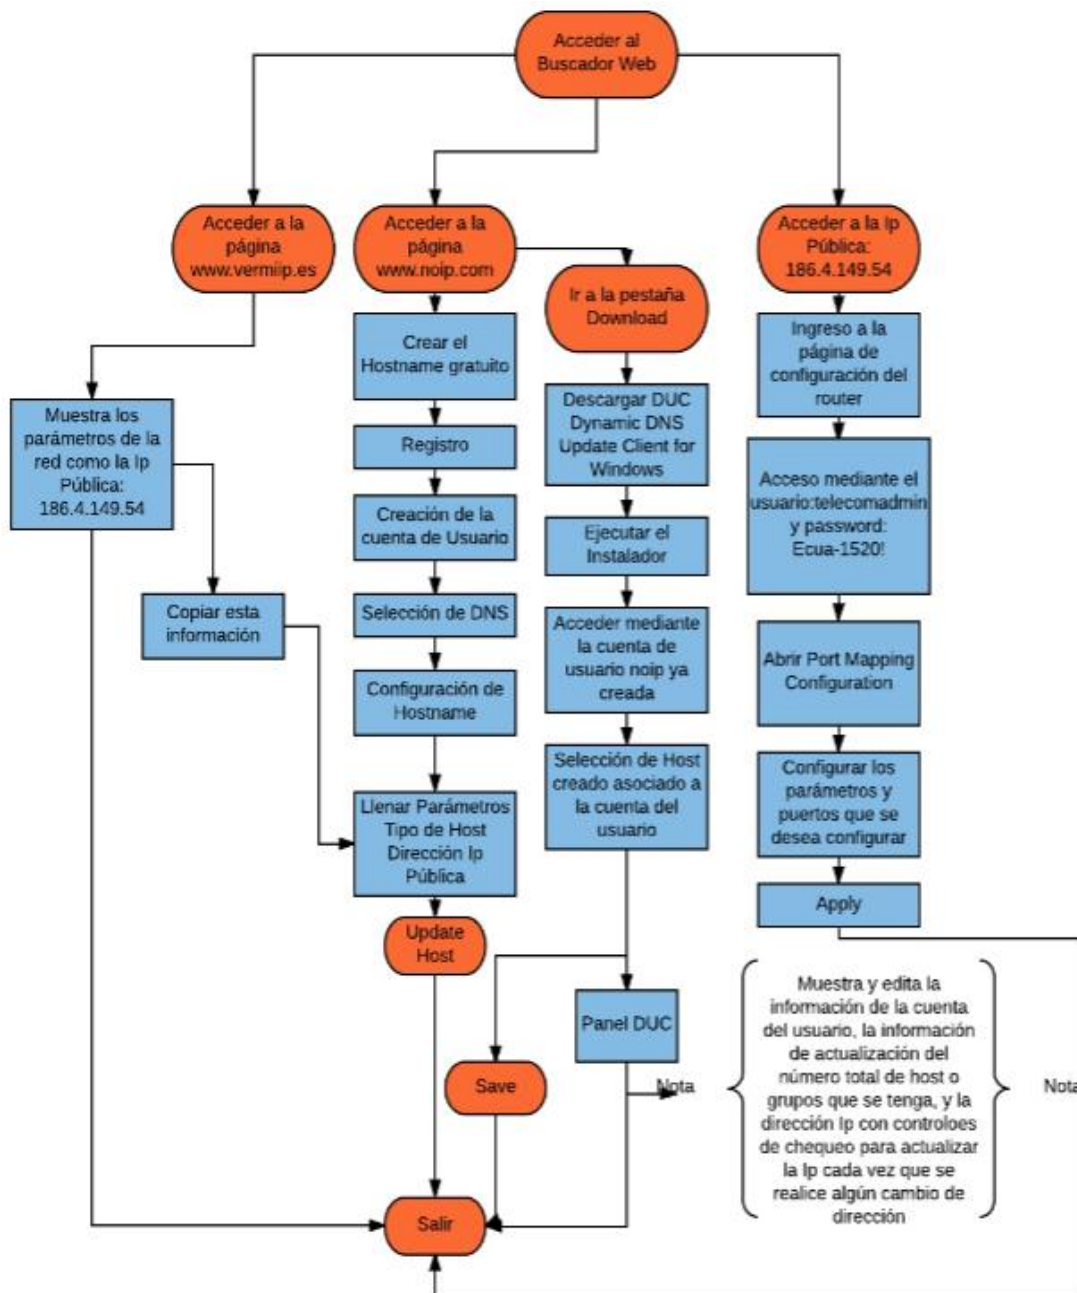 Acceder al
Buscador Web
Acceder a la
página
www.vermiip.es
Acceder a la
página
www.noip.com
Acceder a la Ip
Pública:
186.4.149.54
Ir a la pestaña
Download
Muestra los
parámetros de la
red como la Ip
Pública:
186.4.149.54
Copiar esta
información
Crear el
Hostname gratuito
Registro
Creación de la
cuenta de Usuario
Selección de DNS
Configuración de
Hostname
Llenar Parámetros
Tipo de Host
Dirección Ip
Pública
Update
Host
Descargar DUC
Dynamic DNS
Update Client for
Windows
Ejecutar el
Instalador
Acceder mediante
la cuenta de
usuario noip ya
creada
Selección de Host
creado asociado a
la cuenta del
usuario
Panel DUC
Save
Salir
Ingreso a la
página de
configuración del
router
Acceso mediante el
usuario:telecomadmin
y password:
Ecua-1520!
Abrir Port Mapping
Configuration
Configurar los
parámetros y
puertos que se
desea configurar
Apply
Nota
Muestra y edita la
información de la cuenta
del usuario, la información
de actualización del
número total de host o
grupos que se tenga, y la
dirección Ip con controloes
de chequeo para actualizar
la Ip cada vez que se
realice algún cambio de
dirección
Nota